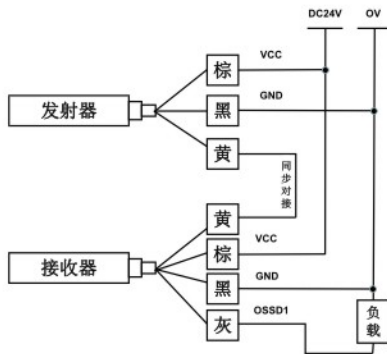 DC24V
OV
棕
VCC
发射器
黑
GND
黄
同步对接
黄
棕
VCC
接收器
黑
GND
灰
OSSD1
负载